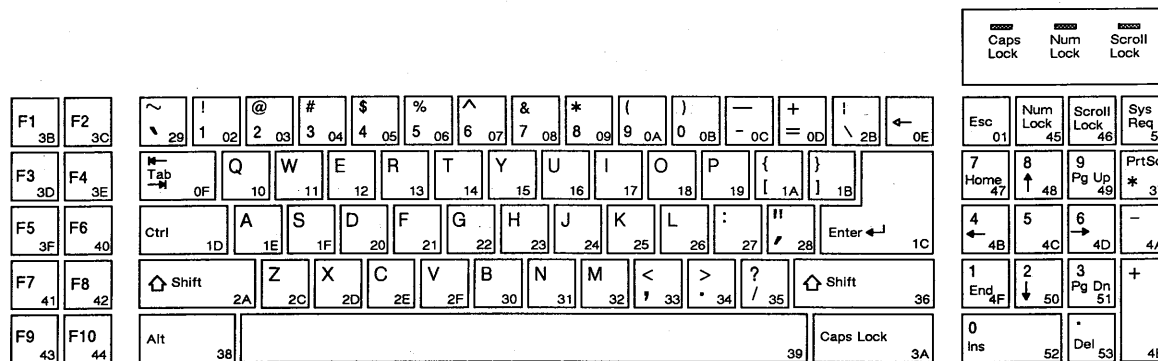 Caps Lock Num Lock Scroll Lock
F1 3B F2 3C ~ ` 29 ! 1 02 @ 2 03 # 3 04 $ 4 05 % 5 06 ^ 6 07 & 7 08 * 8 09 ( 9 0A ) 0 0B — - 0C + = 0D ¦ \ 2B ← 0E Esc 01 Num Lock 45 Scroll Lock 46 Sys Req 5
F3 3D F4 3E Tab 0F Q 10 W 11 E 12 R 13 T 14 Y 15 U 16 I 17 O 18 P 19 { [ 1A } ] 1B 7 Home 47 8 ↑ 48 9 Pg Up 49 PrtSc * 3
F5 3F F6 40 Ctrl 1D A 1E S 1F D 20 F 21 G 22 H 23 J 24 K 25 L 26 : 27 " ' 28 Enter ↵ 1C 4 ← 4B 5 4C 6 → 4D - 4A
F7 41 F8 42 ⇧ Shift 2A Z 2C X 2D C 2E V 2F B 30 N 31 M 32 < , 33 > . 34 ? / 35 ⇧ Shift 36 1 End 4F 2 ↓ 50 3 Pg Dn 51 +
F9 43 F10 44 Alt 38 39 Caps Lock 3A 0 Ins 52 . Del 53 4E